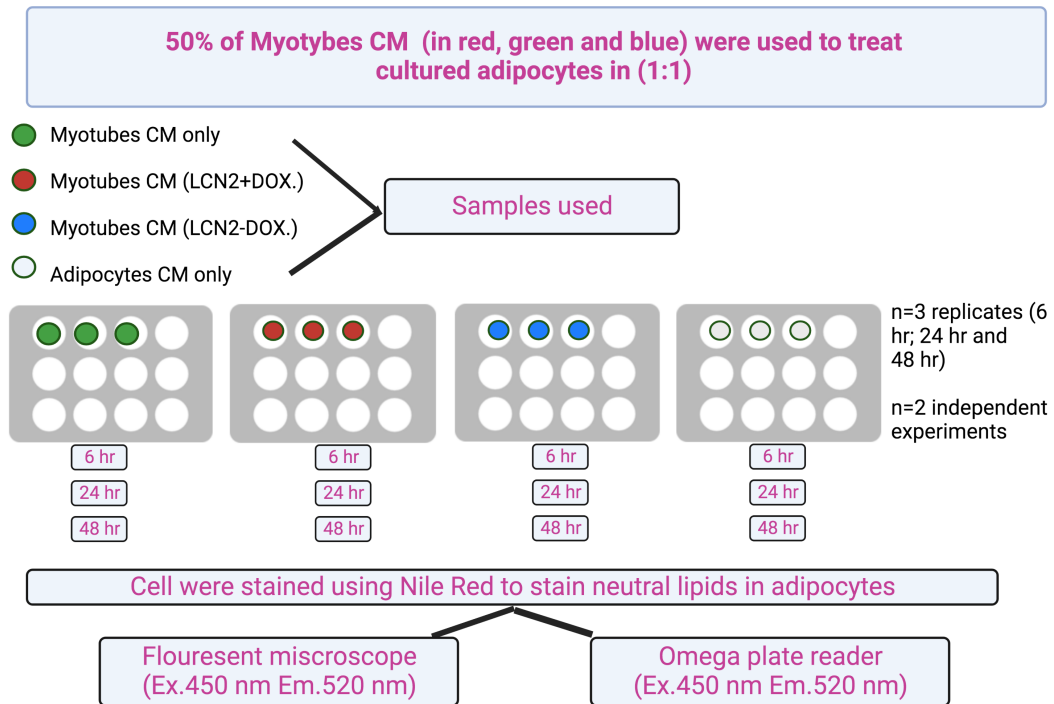 50% of Myotybes CM (in red, green and blue) were used to treat
cultured adipocytes in (1:1)
Myotubes CM only
Myotubes CM (LCN2+DOX.)
Myotubes CM (LCN2-DOX.)
Adipocytes CM only
Samples used
n=3 replicates (6
hr; 24 hr and
48 hr)
n=2 independent
experiments
6 hr
24 hr
48 hr
6 hr
24 hr
48 hr
6 hr
24 hr
48 hr
6 hr
24 hr
48 hr
Cell were stained using Nile Red to stain neutral lipids in adipocytes
Flouresent miscroscope
(Ex.450 nm Em.520 nm)
Omega plate reader
(Ex.450 nm Em.520 nm)